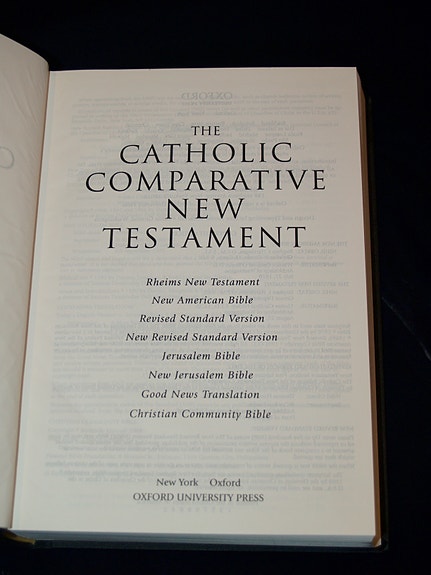 THE
CATHOLIC
COMPARATIVE
NEW
TESTAMENT
Rheims New Testament
New American Bible
Revised Standard Version
New Revised Standard Version
Jerusalem Bible
New Jerusalem Bible
Good News Translation
Christian Community Bible
New York Oxford
OXFORD UNIVERSITY PRESS